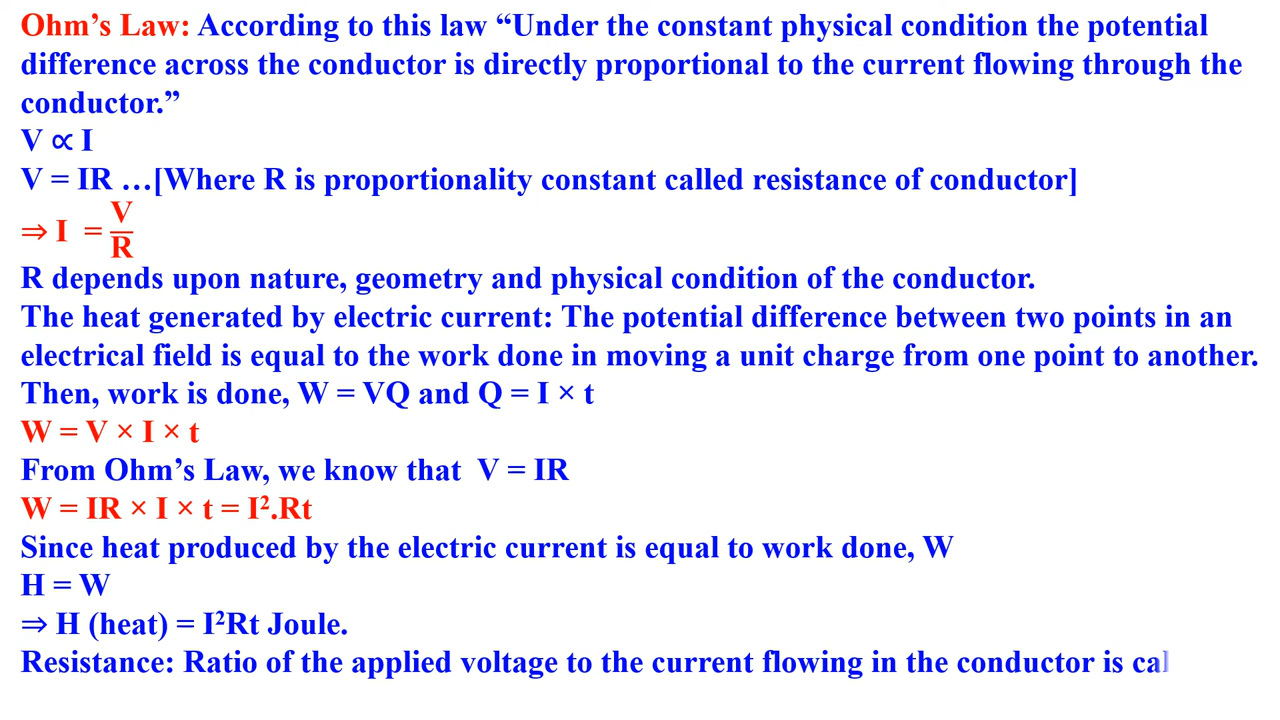 Ohm’s Law: According to this law “Under the constant physical condition the potential
difference across the conductor is directly proportional to the current flowing through the
conductor.”
V ∝ I
V = IR …[Where R is proportionality constant called resistance of conductor]
⇒ I = V/R
R depends upon nature, geometry and physical condition of the conductor.
The heat generated by electric current: The potential difference between two points in an
electrical field is equal to the work done in moving a unit charge from one point to another.
Then, work is done, W = VQ and Q = I × t
W = V × I × t
From Ohm’s Law, we know that V = IR
W = IR × I × t = I².Rt
Since heat produced by the electric current is equal to work done, W
H = W
⇒ H (heat) = I²Rt Joule.
Resistance: Ratio of the applied voltage to the current flowing in the conductor is cal